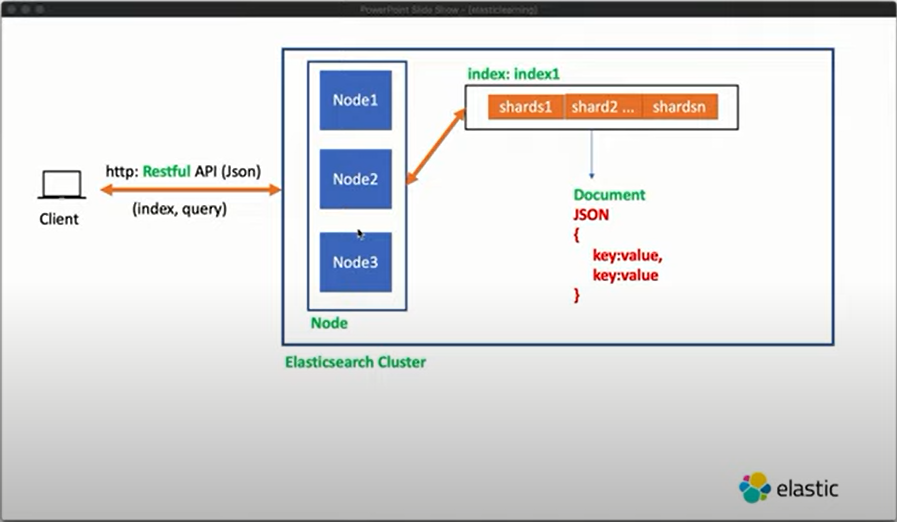 PowerPoint Slide Show - [elasticlearning]
index: index1
shards1 shard2 ... shardsn
Node1
http: Restful API (Json)
Node2
(index, query)
Client
Document
JSON
{
key:value,
key:value
}
Node3
Node
Elasticsearch Cluster
elastic